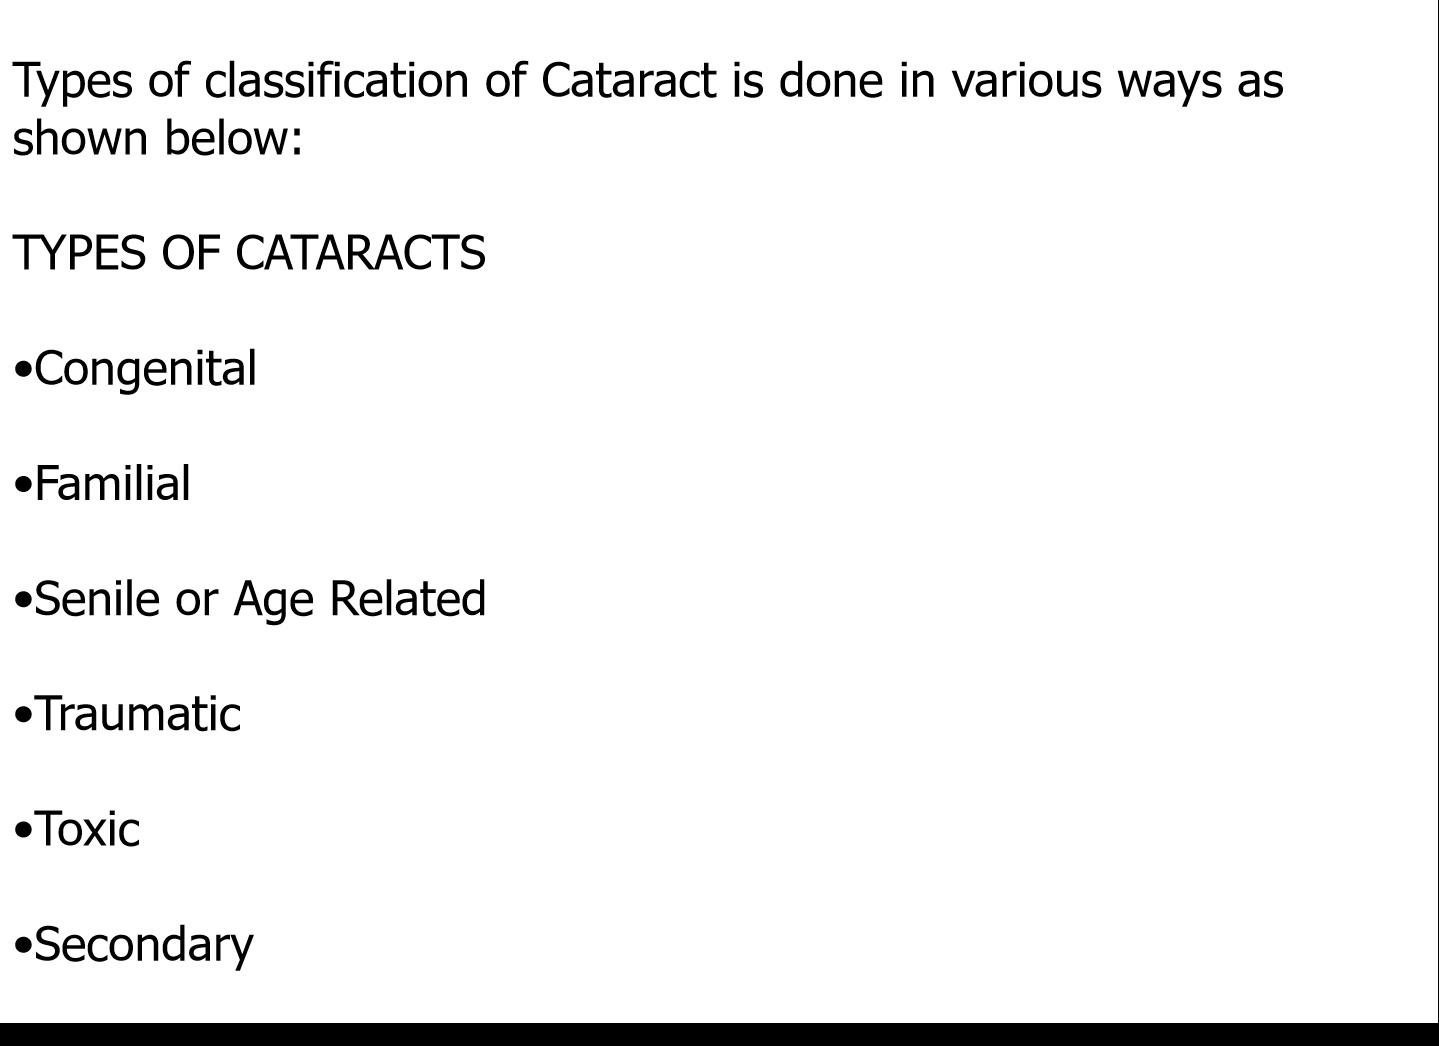 Types of classification of Cataract is done in various ways as
shown below:
TYPES OF CATARACTS
•Congenital
•Familial
•Senile or Age Related
•Traumatic
•Toxic
•Secondary